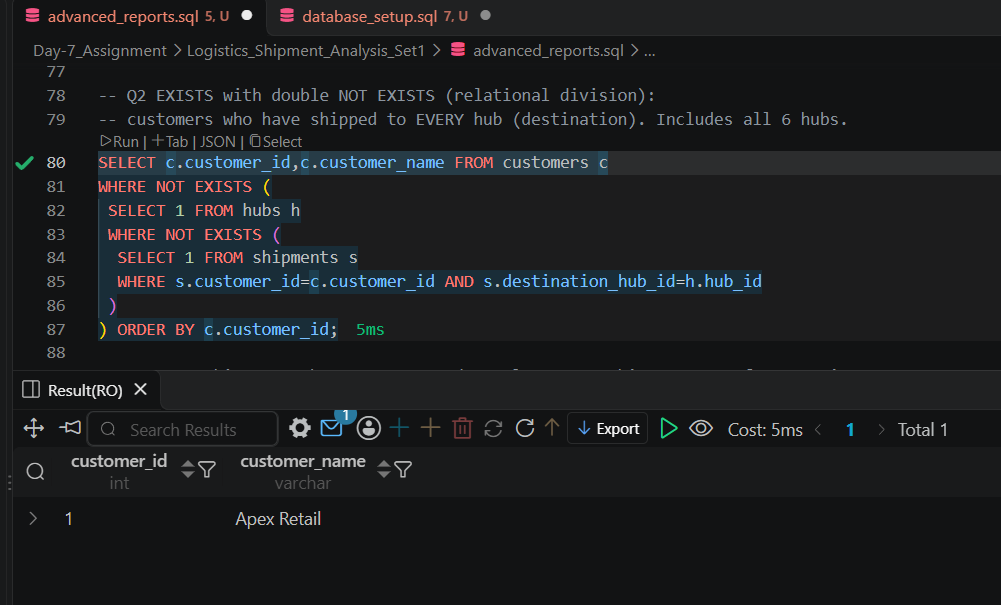 advanced_reports.sql 5, U
database_setup.sql 7, U
Day-7_Assignment > Logistics_Shipment_Analysis_Set1 > advanced_reports.sql > ...
77
78 -- Q2 EXISTS with double NOT EXISTS (relational division):
79 -- customers who have shipped to EVERY hub (destination). Includes all 6 hubs.
Run | Tab | JSON | Select
80 SELECT c.customer_id,c.customer_name FROM customers c
81 WHERE NOT EXISTS (
82 SELECT 1 FROM hubs h
83 WHERE NOT EXISTS (
84 SELECT 1 FROM shipments s
85 WHERE s.customer_id=c.customer_id AND s.destination_hub_id=h.hub_id
86 )
87 ) ORDER BY c.customer_id; 5ms
88
Result(RO)
Search Results 1 Export Cost: 5ms < 1 > Total 1
customer_id customer_name
int varchar
1 Apex Retail